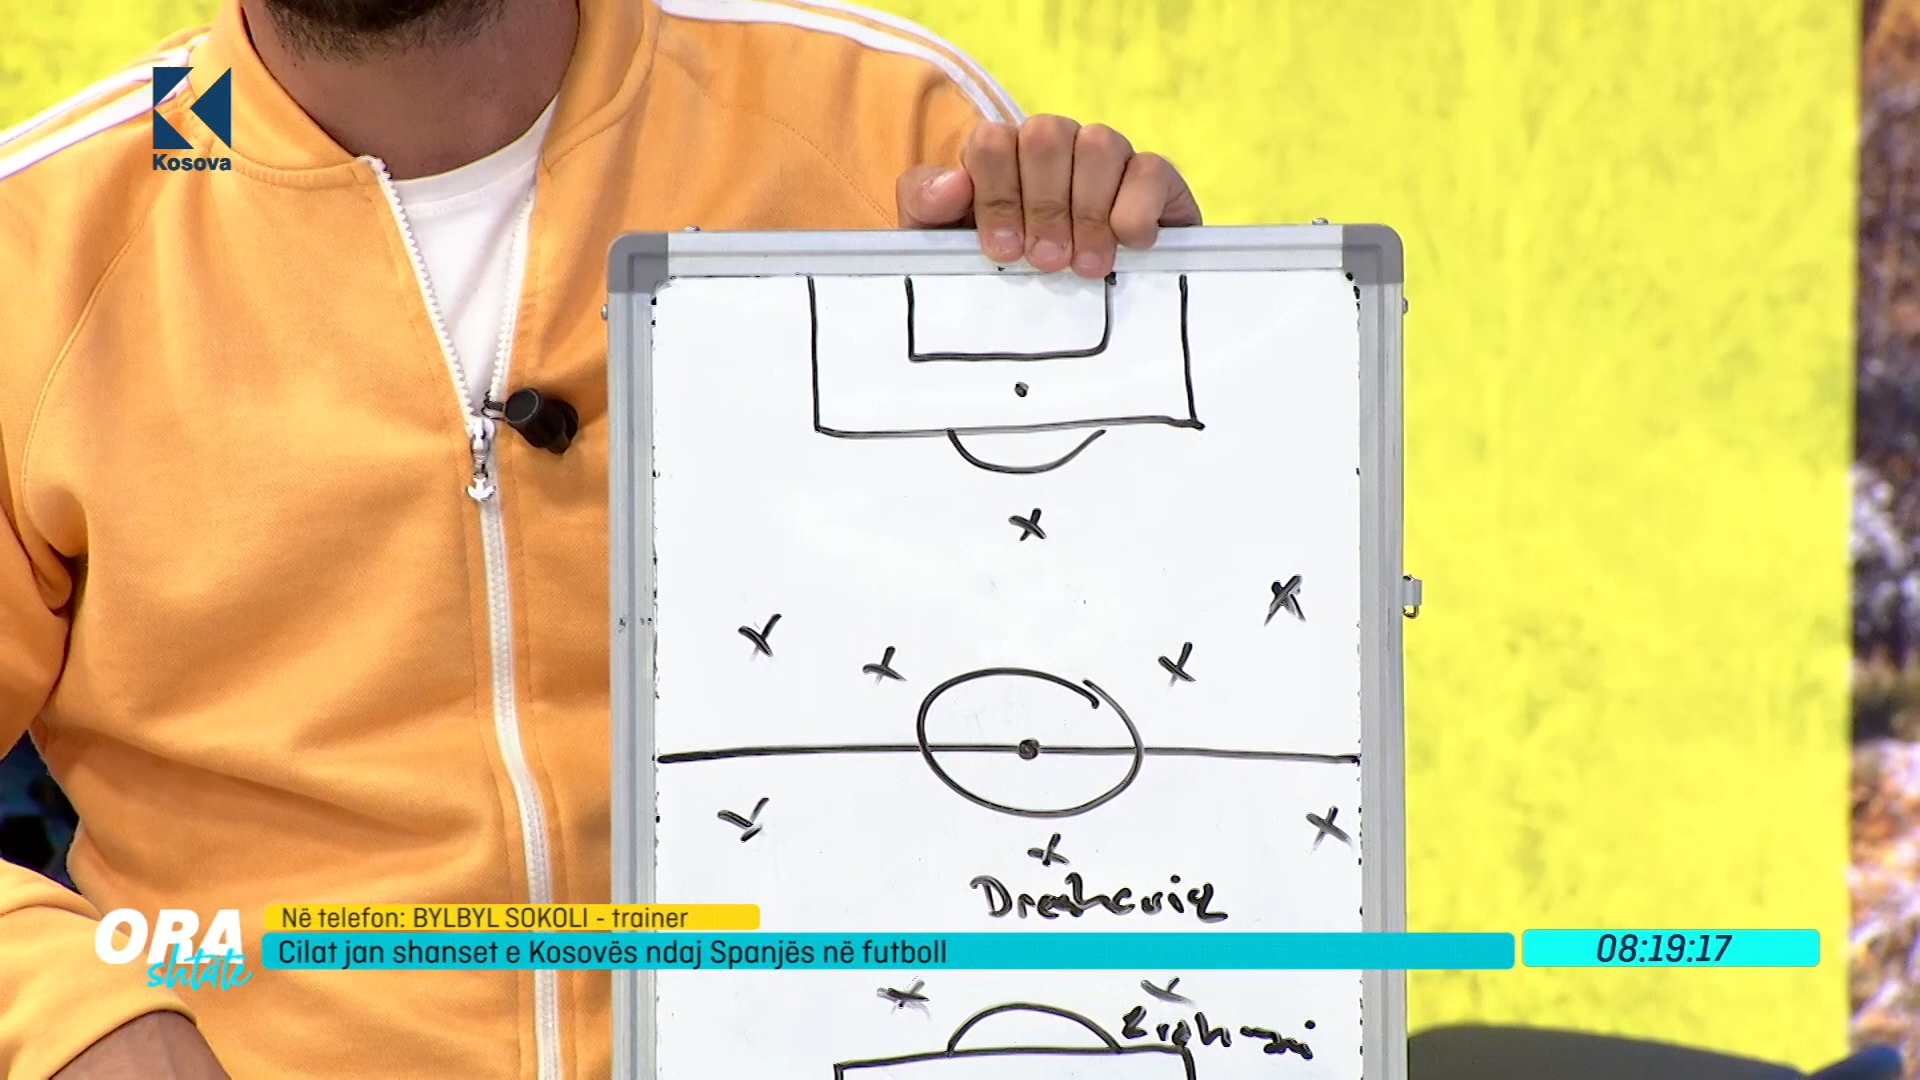 Kosova
Në telefon: BYLBYL SOKOLI - trainer
ORA
shtatë
Cilat jan shanset e Kosovës ndaj Spanjës në futboll
08:19:17